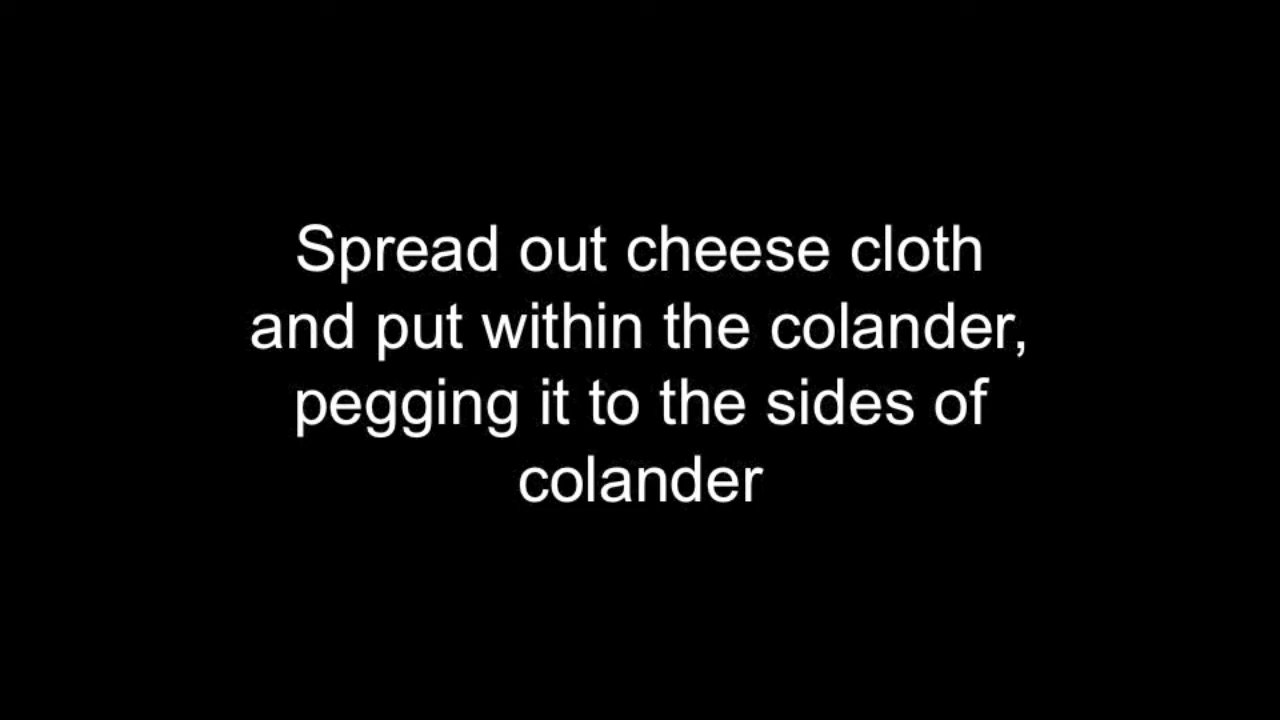 Spread out cheese cloth
and put within the colander,
pegging it to the sides of
colander